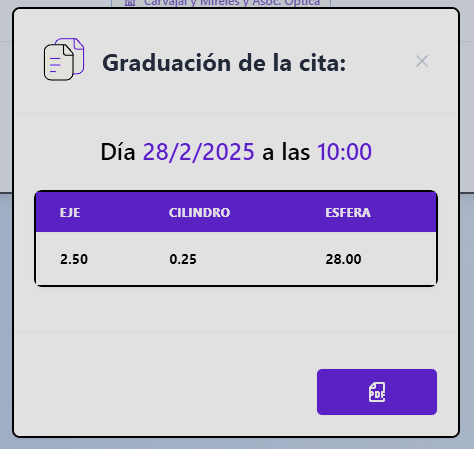 Carvajal y Mireles y Asoc. Óptica
Graduación de la cita:
Día 28/2/2025 a las 10:00
EJE CILINDRO ESFERA
2.50 0.25 28.00
PDF